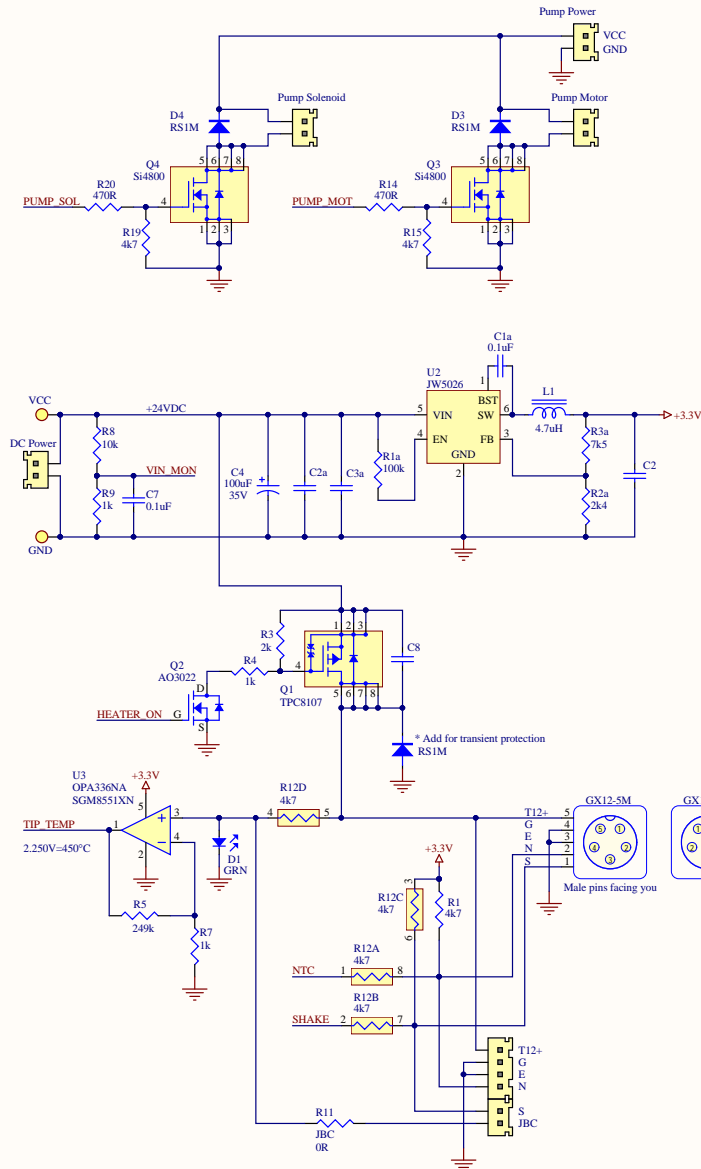 Pump Power
VCC
GND
Pump Solenoid
D4
RS1M
Pump Motor
D3
RS1M
Q4
Si4800
5 6 7 8
Q3
Si4800
5 6 7 8
PUMP_SOL
R20
470R
4
1 2 3
R19
4k7
PUMP_MOT
R14
470R
4
1 2 3
R15
4k7
C1a
0.1uF
U2
JW5026
1
BST
L1
4.7uH
VCC
+24VDC
5 VIN
SW 6
+3.3V
DC Power
R8
10k
4 EN
FB 3
R3a
7k5
R1a
100k
GND
2
VIN_MON
C4
100uF
35V
+
C2a
C3a
C2
R9
1k
C7
0.1uF
R2a
2k4
GND
R3
2k
1 2 3
C8
Q2
AO3022
R4
1k
4
Q1
TPC8107
5 6 7 8
D
G
S
HEATER_ON
* Add for transient protection
RS1M
U3
OPA336NA
SGM8551XN
+3.3V
5
R12D
4k7
4
5
GX12-5M
GX
TIP_TEMP
1
3
4
2
2.250V=450°C
D1
GRN
T12+ 5
G 4
E 3
N 2
S 1
5 1
4 2
3
2
Male pins facing you
+3.3V
R12C
4k7
3
6
R1
4k7
R5
249k
R7
1k
R12A
4k7
NTC
1
8
R12B
4k7
SHAKE
2
7
T12+
G
E
N
S
JBC
R11
JBC
0R